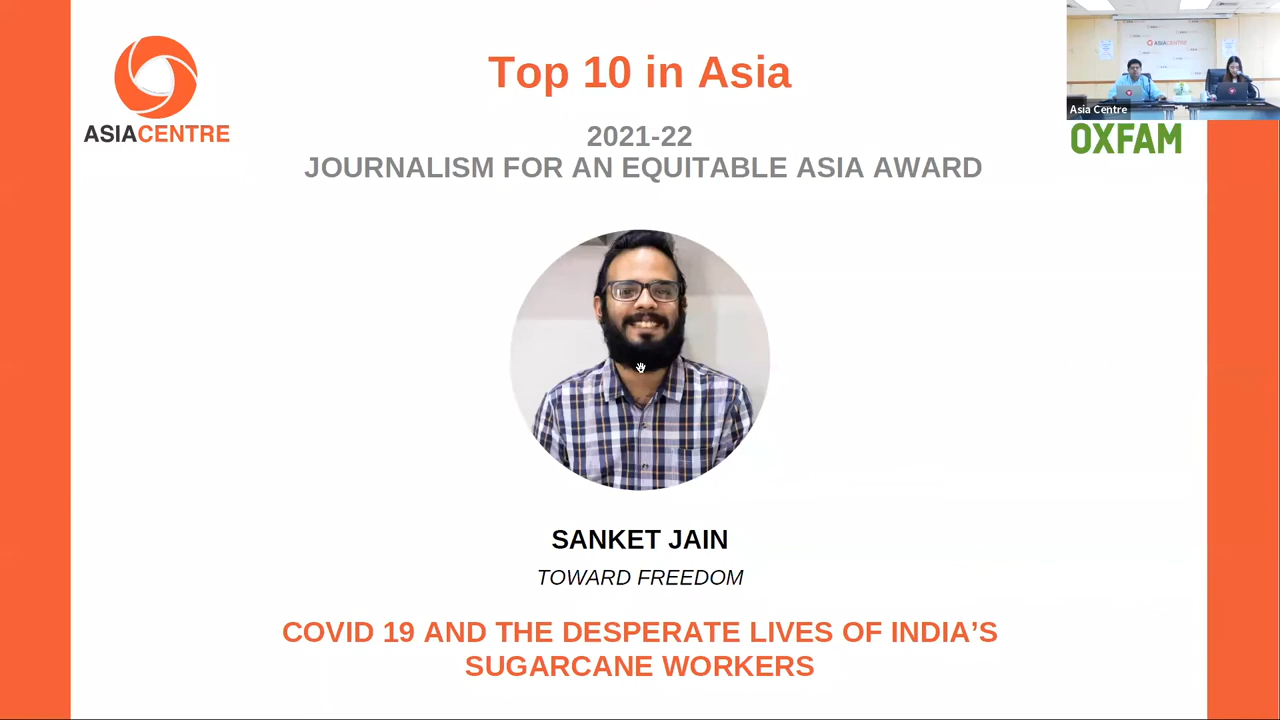 Top 10 in Asia
ASIACENTRE
2021-22
JOURNALISM FOR AN EQUITABLE ASIA AWARD
ASIACENTRE
Asia Centre
OXFAM
SANKET JAIN
TOWARD FREEDOM
COVID 19 AND THE DESPERATE LIVES OF INDIA’S
SUGARCANE WORKERS